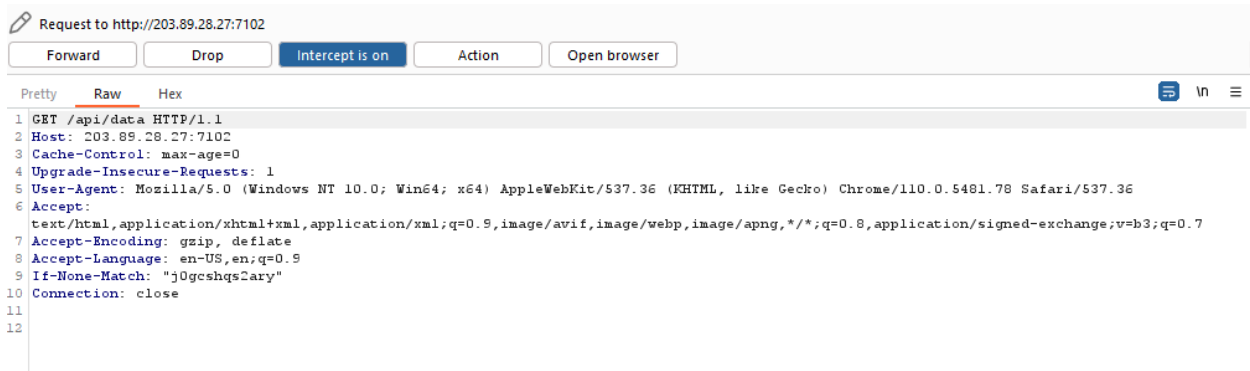 Request to http://203.89.28.27:7102
Forward Drop Intercept is on Action Open browser
Pretty Raw Hex \n
1 GET /api/data HTTP/1.1
2 Host: 203.89.28.27:7102
3 Cache-Control: max-age=0
4 Upgrade-Insecure-Requests: 1
5 User-Agent: Mozilla/5.0 (Windows NT 10.0; Win64; x64) AppleWebKit/537.36 (KHTML, like Gecko) Chrome/110.0.5481.78 Safari/537.36
6 Accept:
text/html,application/xhtml+xml,application/xml;q=0.9,image/avif,image/webp,image/apng,*/*;q=0.8,application/signed-exchange;v=b3;q=0.7
7 Accept-Encoding: gzip, deflate
8 Accept-Language: en-US,en;q=0.9
9 If-None-Match: "j0gcshqs2ary"
10 Connection: close
11
12